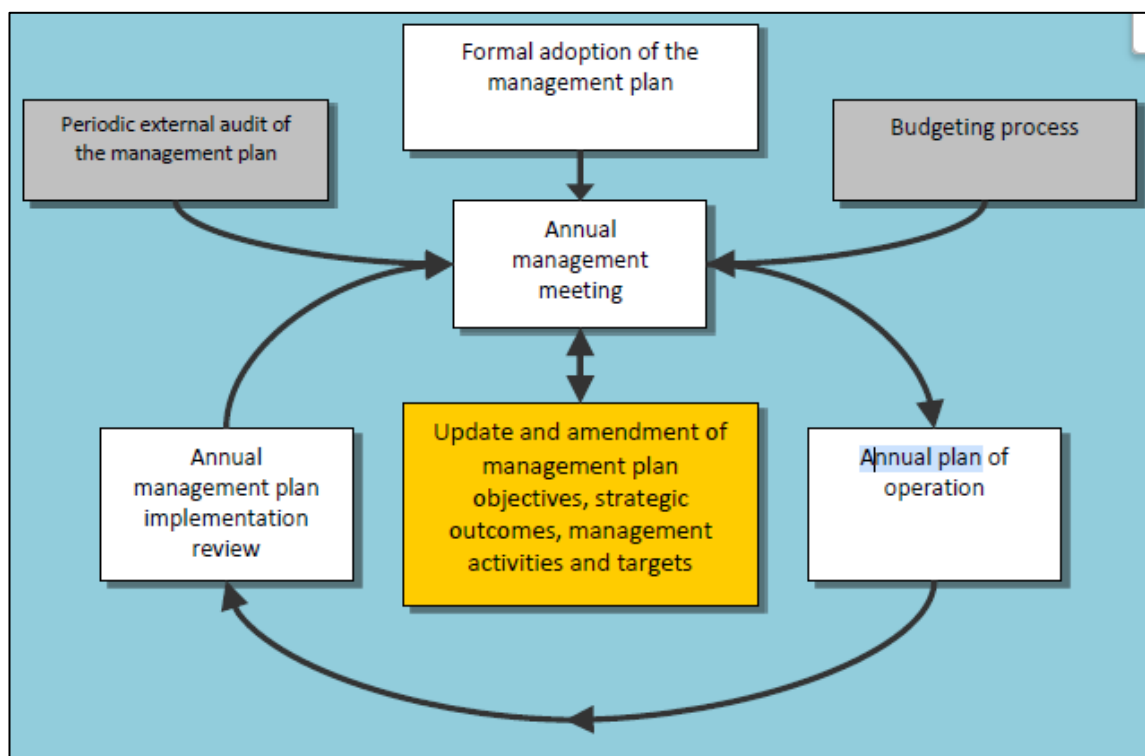 Formal adoption of the
management plan
Periodic external audit of
the management plan
Budgeting process
Annual
management
meeting
Annual
management plan
implementation
review
Update and amendment of
management plan
objectives, strategic
outcomes, management
activities and targets
Annual plan of
operation